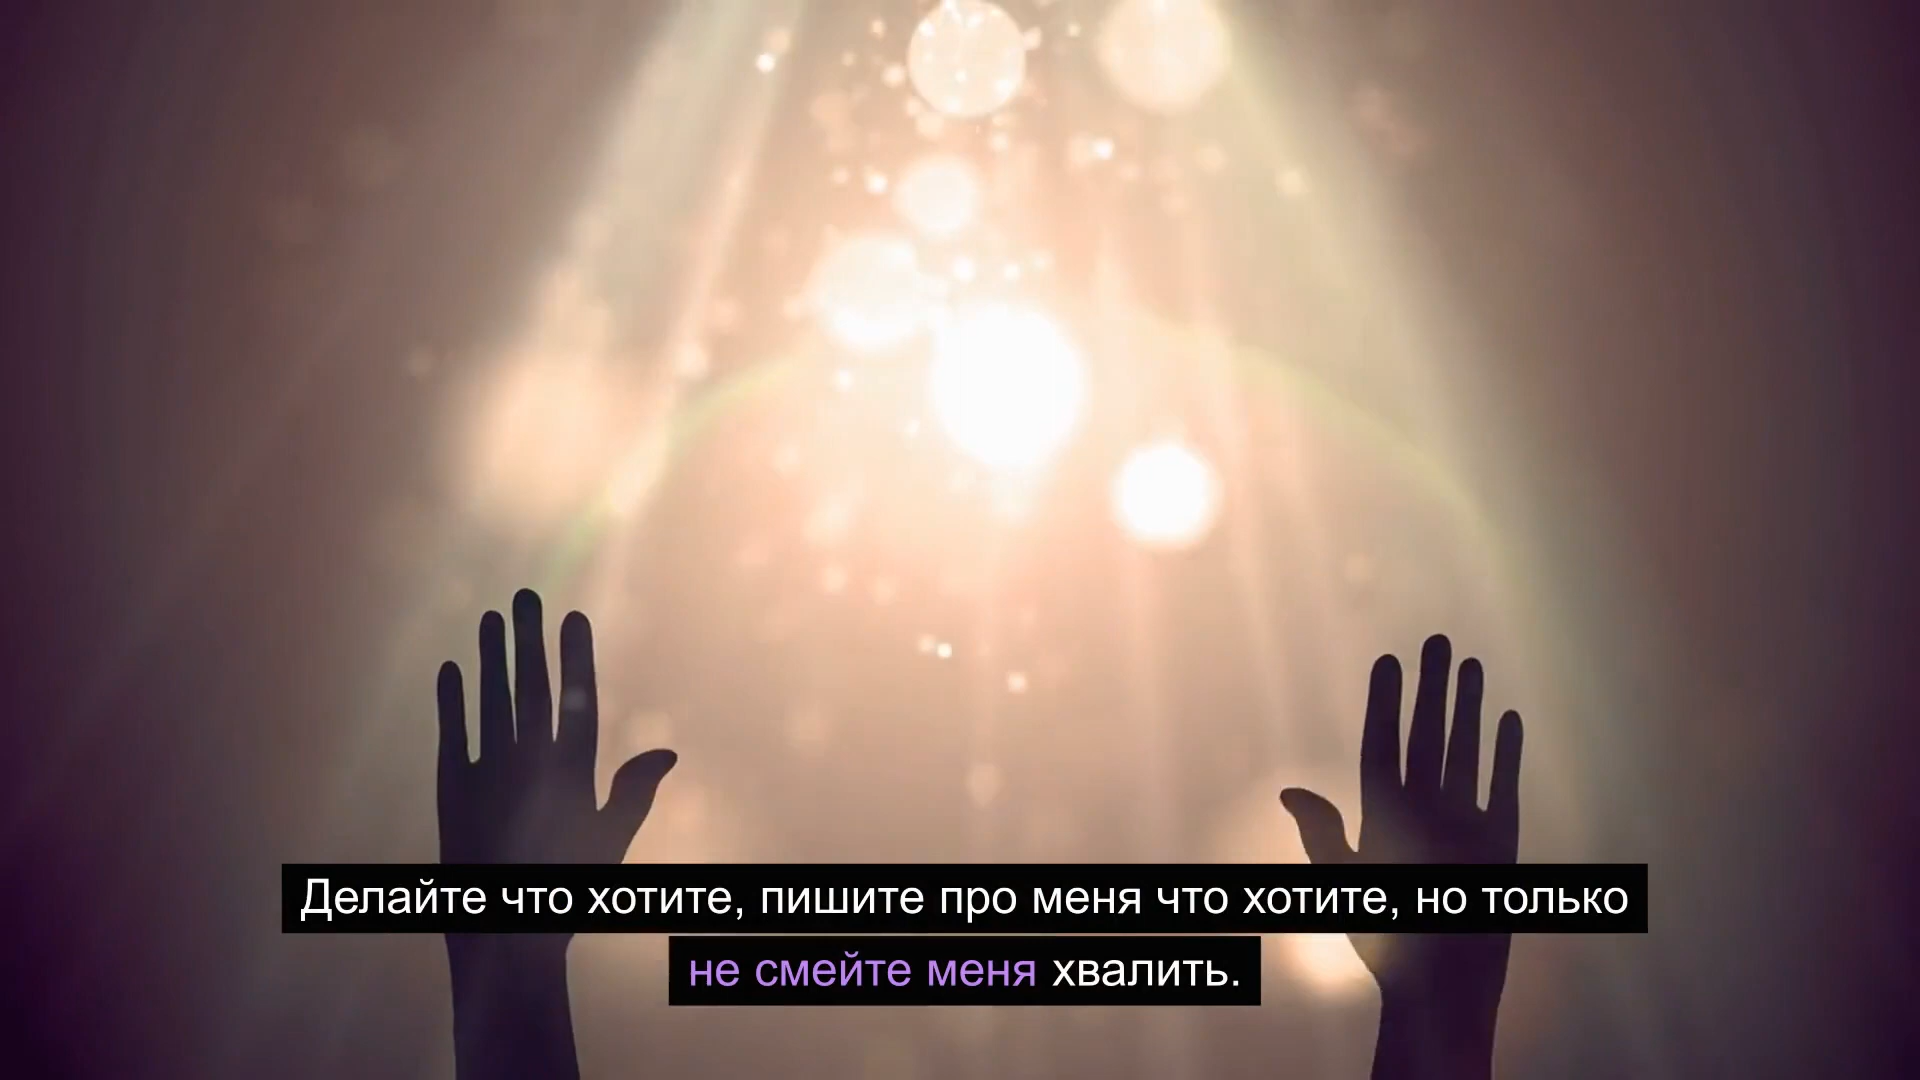 Делайте что хотите, пишите про меня что хотите, но только
не смейте меня хвалить.